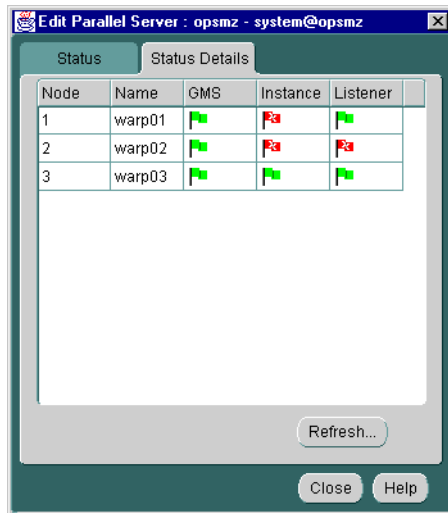 Edit Parallel Server : opsmz - system@opsmz
Status Status Details
Node Name GMS Instance Listener
1 warp01
2 warp02
3 warp03
Refresh...
Close Help